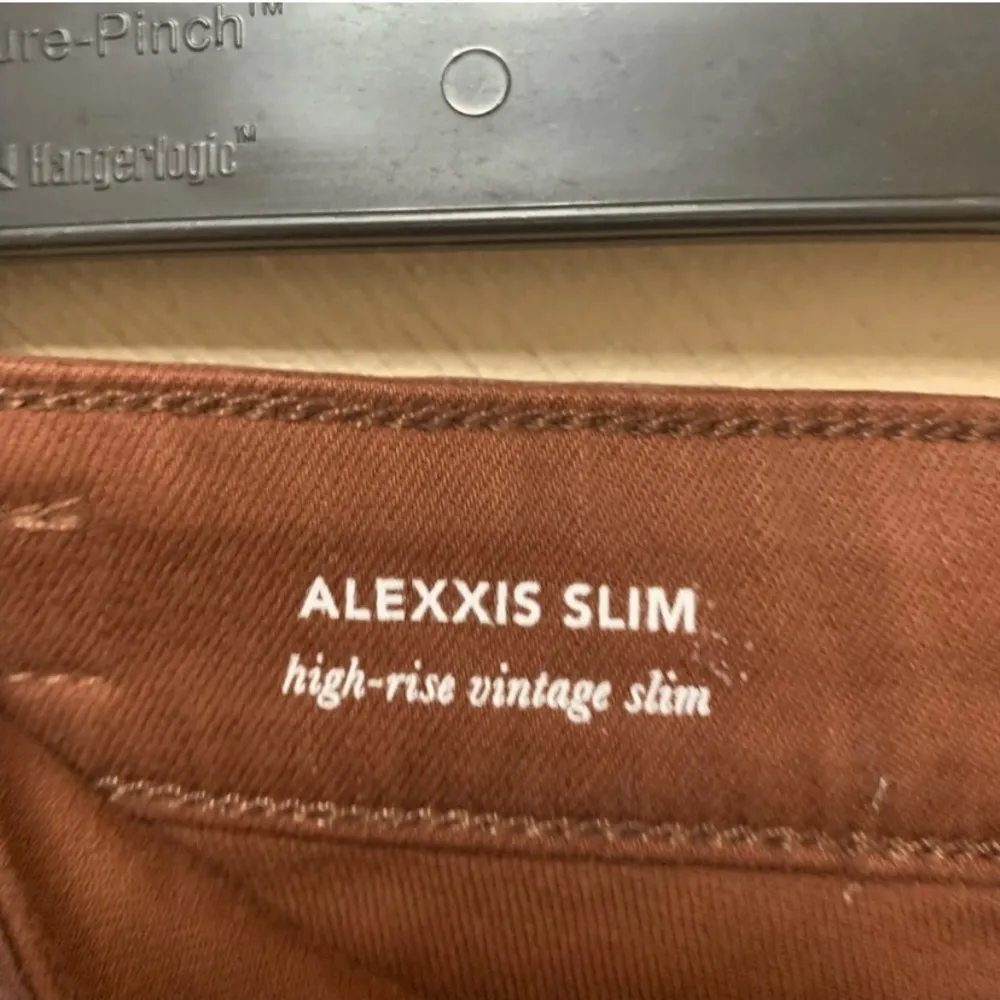 ure-Pinch™
Hangerlogic™
ALEXXIS SLIM
high-rise vintage slim